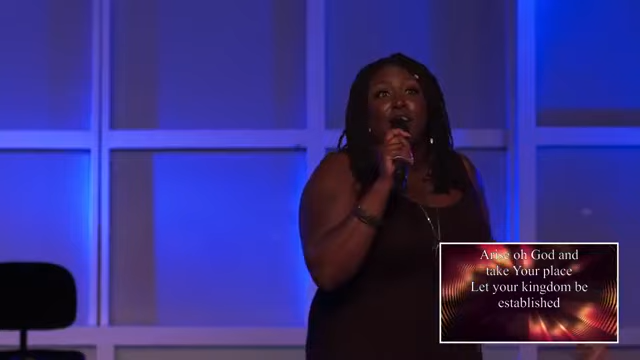 Arise oh God and
take Your place
Let your kingdom be
established